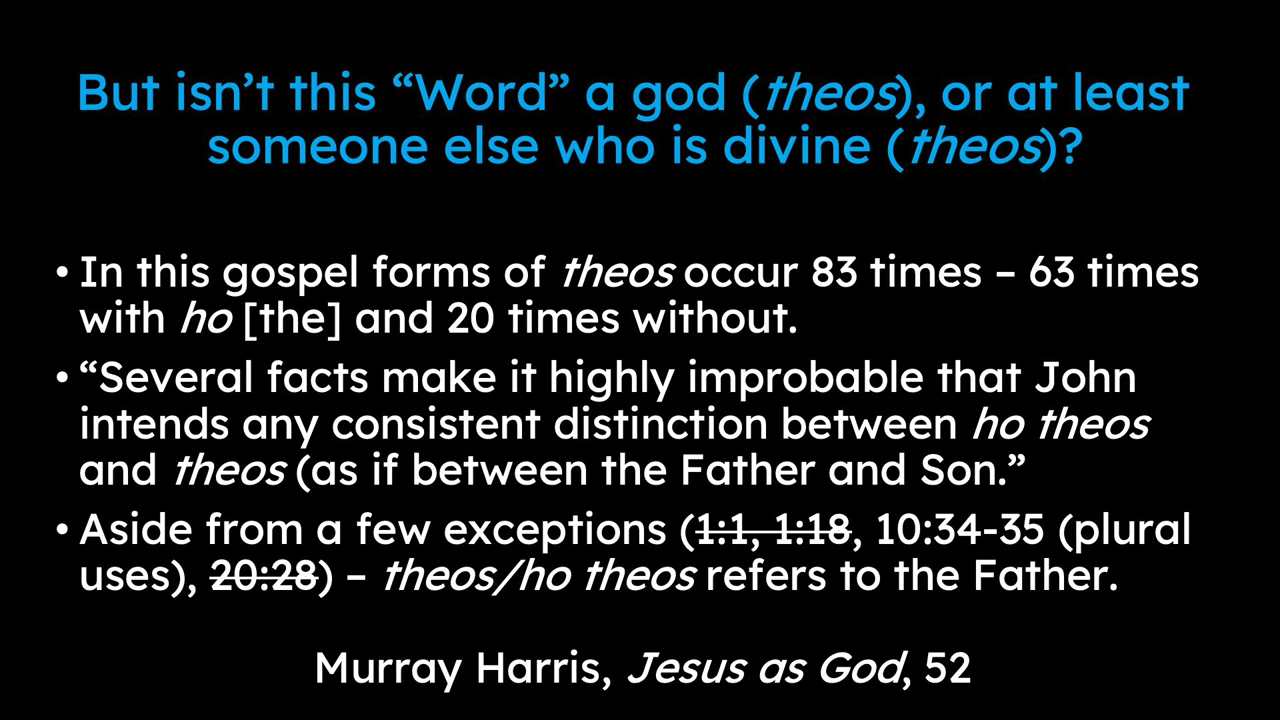 But isn’t this “Word” a god (theos), or at least
someone else who is divine (theos)?
• In this gospel forms of theos occur 83 times – 63 times
with ho [the] and 20 times without.
• “Several facts make it highly improbable that John
intends any consistent distinction between ho theos
and theos (as if between the Father and Son.”
• Aside from a few exceptions (1:1, 1:18, 10:34-35 (plural
uses), 20:28) – theos/ho theos refers to the Father.
Murray Harris, Jesus as God, 52